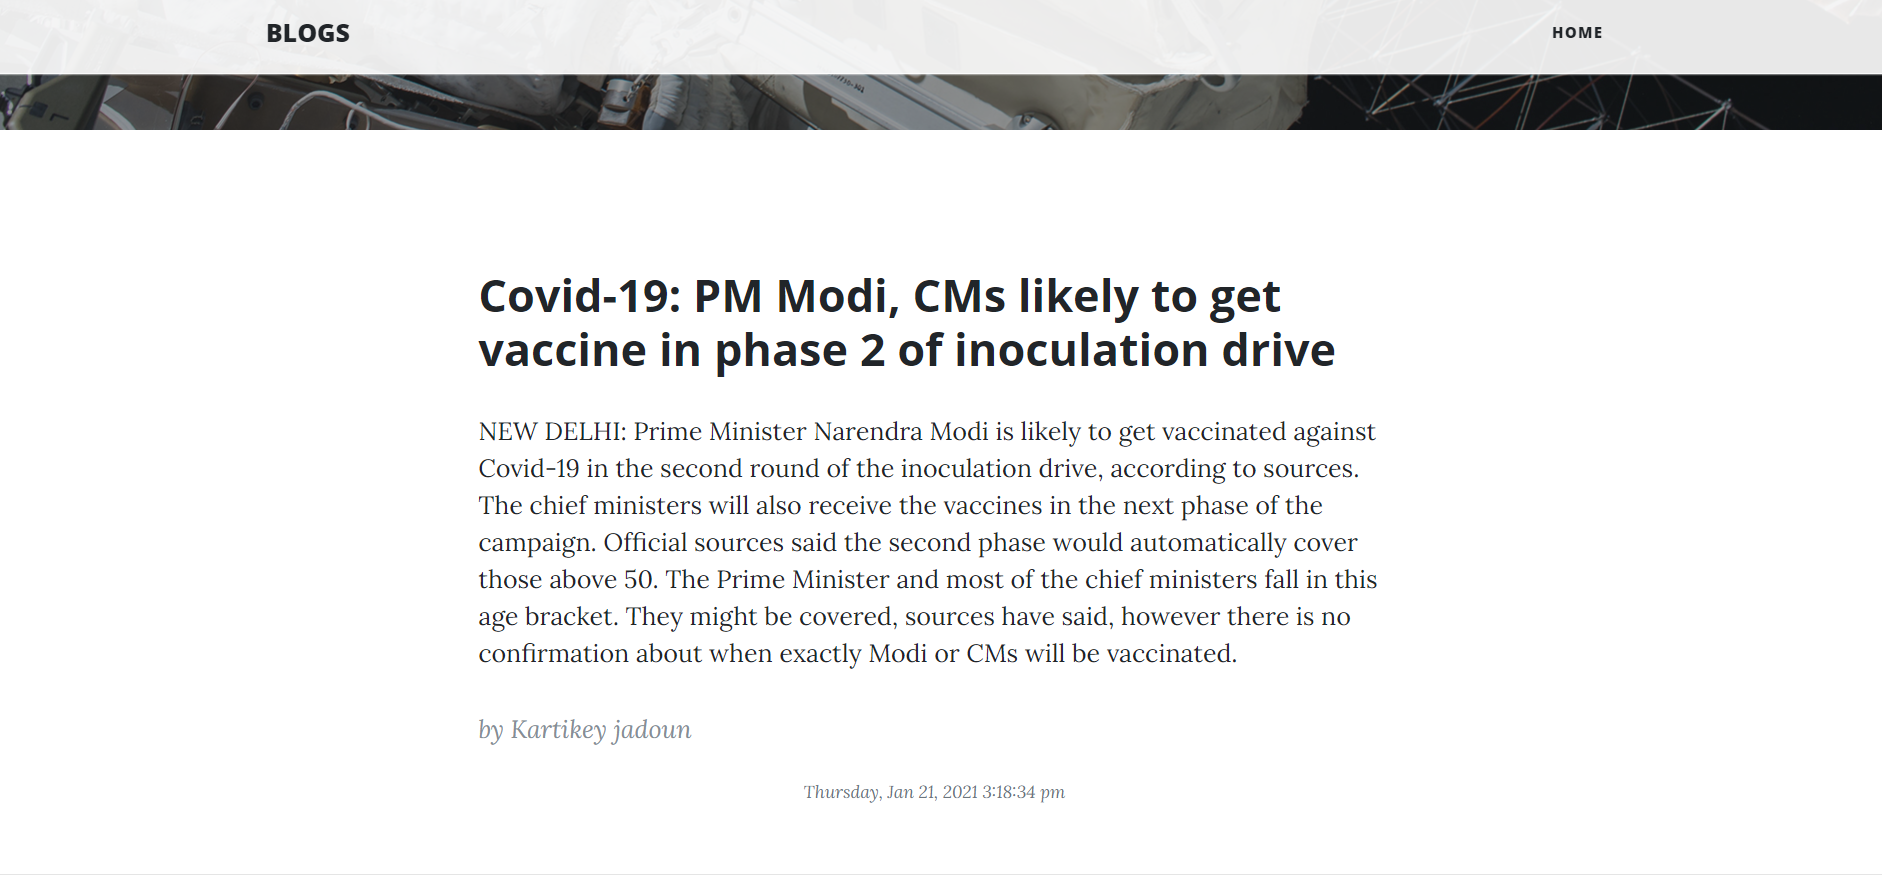 BLOGS
HOME
Covid-19: PM Modi, CMs likely to get
vaccine in phase 2 of inoculation drive
NEW DELHI: Prime Minister Narendra Modi is likely to get vaccinated against
Covid-19 in the second round of the inoculation drive, according to sources.
The chief ministers will also receive the vaccines in the next phase of the
campaign. Official sources said the second phase would automatically cover
those above 50. The Prime Minister and most of the chief ministers fall in this
age bracket. They might be covered, sources have said, however there is no
confirmation about when exactly Modi or CMs will be vaccinated.
by Kartikey jadoun
Thursday, Jan 21, 2021 3:18:34 pm